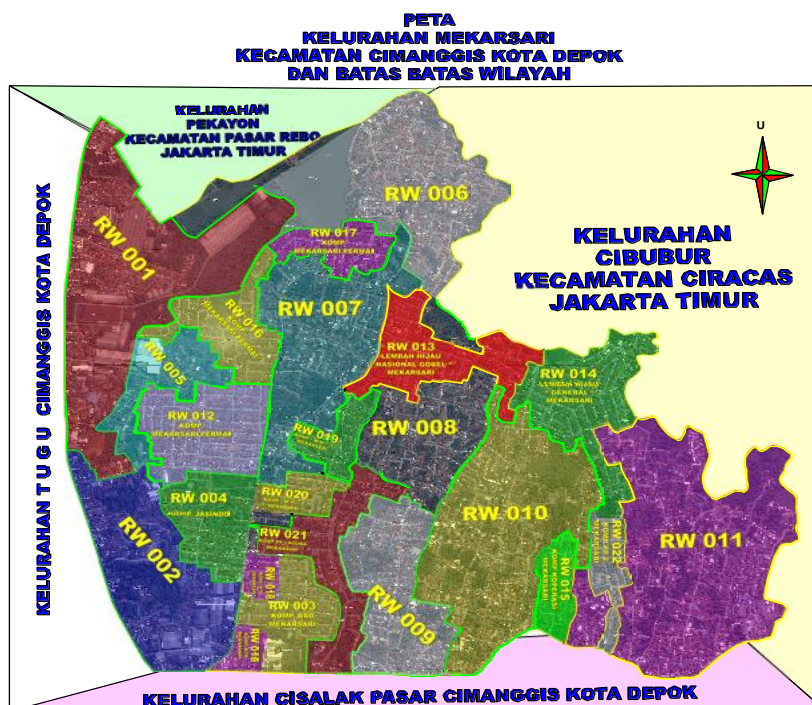 PETA
KELURAHAN MEKARSARI
KECAMATAN CIMANGGIS KOTA DEPOK
DAN BATAS BATAS WILAYAH
KELURAHAN
PEKAYON
KECAMATAN PASAR REBO
JAKARTA TIMUR
U
KELURAHAN
CIBUBUR
KECAMATAN CIRACAS
JAKARTA TIMUR
KELURAHAN TUGU CIMANGGIS KOTA DEPOK
RW 001
RW 006
RW 017
KOMP.
MEKARSARI PERMAI
RW 007
RW 016
RW 005
RW 013
LEMBAH HIJAU
NASIONAL GOBEL
MEKARSARI
RW 014
LEMBAH HIJAU
GENERAL
MEKARSARI
RW 012
KOMP.
MEKARSARI PERMAI
RW 019
RW 008
RW 004
KOMP. JASINDO
RW 020
RW 010
RW 021
RW 022
MEKARSARI
RW 011
RW 002
RW 018
RW 003
KOMP. BDO
MEKARSARI
RW 018
RW 009
RW 015
KOMP KOPERASI
MEKARSARI
KELURAHAN CISALAK PASAR CIMANGGIS KOTA DEPOK